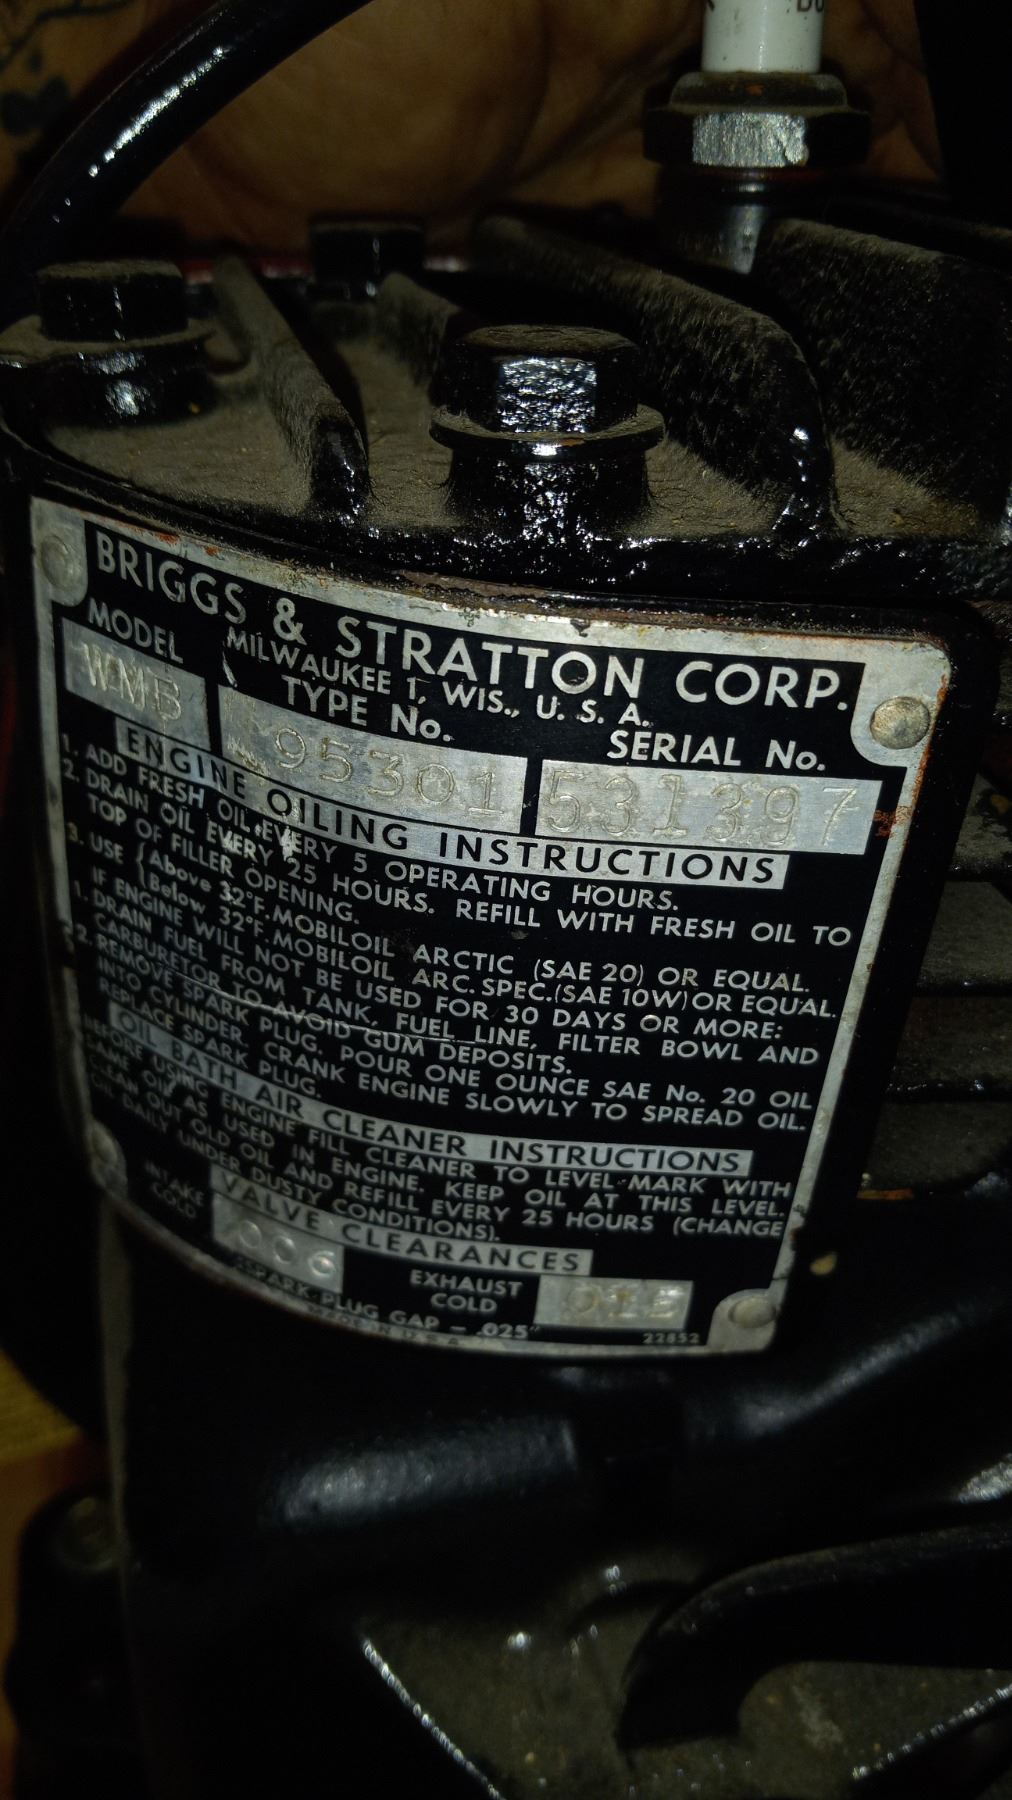 BRIGGS & STRATTON CORP.
MILWAUKEE 1, WIS., U. S. A.
MODEL TYPE No. SERIAL No.
WMB 95301 531397
ENGINE OILING INSTRUCTIONS
1. ADD FRESH OIL EVERY 5 OPERATING HOURS.
2. DRAIN OIL EVERY 25 HOURS. REFILL WITH FRESH OIL TO
TOP OF FILLER OPENING.
3. USE { Above 32°F. MOBILOIL ARCTIC (SAE 20) OR EQUAL.
Below 32°F. MOBILOIL ARC. SPEC. (SAE 10W) OR EQUAL.
IF ENGINE WILL NOT BE USED FOR 30 DAYS OR MORE:
1. DRAIN FUEL FROM TANK, FUEL LINE, FILTER BOWL AND
CARBURETOR TO AVOID GUM DEPOSITS.
2. REMOVE SPARK PLUG, POUR ONE OUNCE SAE No. 20 OIL
INTO CYLINDER, CRANK ENGINE SLOWLY TO SPREAD OIL.
REPLACE SPARK PLUG.
OIL BATH AIR CLEANER INSTRUCTIONS
BEFORE USING ENGINE FILL CLEANER TO LEVEL MARK WITH
SAME OIL AS USED IN ENGINE. KEEP OIL AT THIS LEVEL.
CLEAN OUT OLD OIL AND REFILL EVERY 25 HOURS (CHANGE
OIL DAILY UNDER DUSTY CONDITIONS).
VALVE CLEARANCES
INTAKE COLD 006 EXHAUST COLD
SPARK PLUG GAP - .025"
22852
MADE IN U.S.A.